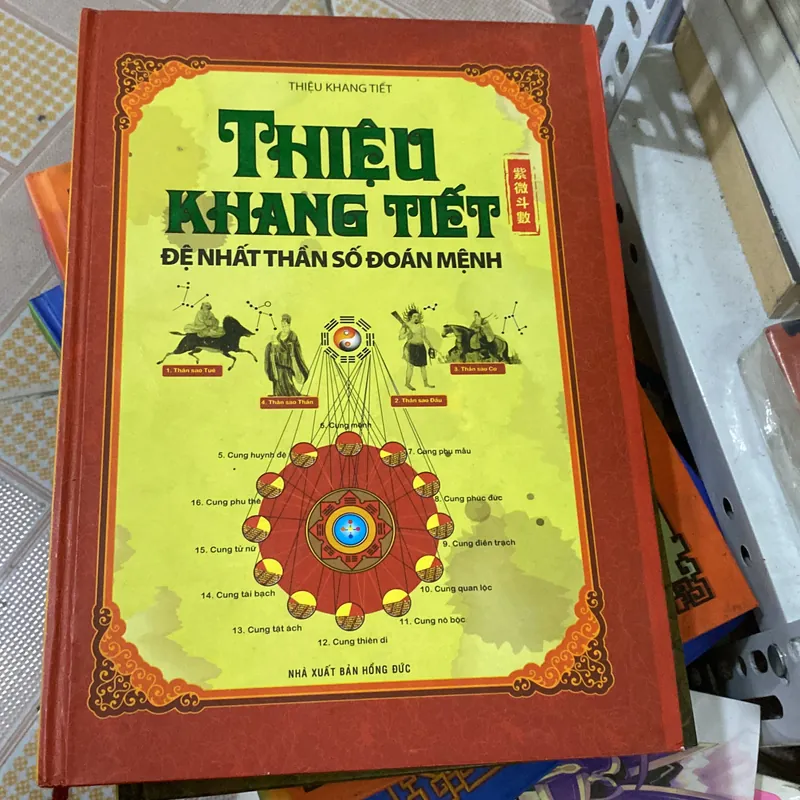 THIỆU KHANG TIẾT
THIỆU
KHANG TIẾT
紫微斗數
ĐỆ NHẤT THẦN SỐ ĐOÁN MỆNH
1. Thần sao Tuế
4. Thần sao Thần
2. Thần sao Đẩu
3. Thần sao Cơ
6. Cung mệnh
5. Cung huynh đệ
7. Cung phụ mẫu
16. Cung phu thê
8. Cung phúc đức
15. Cung tử nữ
9. Cung điền trạch
14. Cung tài bạch
10. Cung quan lộc
13. Cung tật ách
11. Cung nô bộc
12. Cung thiên di
NHÀ XUẤT BẢN HỒNG ĐỨC